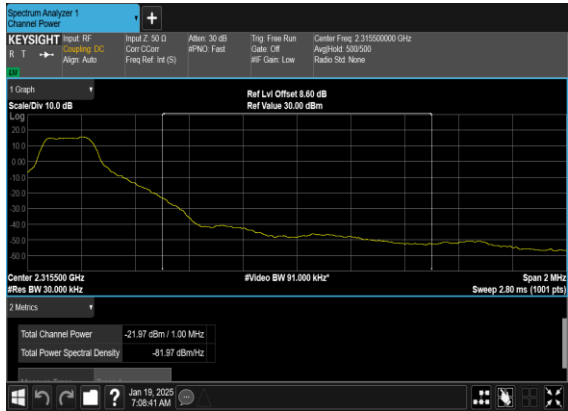 Spectrum Analyzer 1
Channel Power
KEYSIGHT
R T
LW
Input: RF
Coupling: DC
Align: Auto
Input Z: 50 Ω
Corr CCorr
Freq Ref: Int (S)
Atten: 30 dB
#PNO: Fast
Trig: Free Run
Gate: Off
#IF Gain: Low
Center Freq: 2.315500000 GHz
Avg|Hold: 500/500
Radio Std: None
1 Graph
Scale/Div 10.0 dB
Ref Lvl Offset 8.60 dB
Ref Value 30.00 dBm
Log
20.0
10.0
0.00
-10.0
-20.0
-30.0
-40.0
-50.0
-60.0
Center 2.315500 GHz
#Res BW 30.000 kHz
#Video BW 91.000 kHz*
Span 2 MHz
Sweep 2.80 ms (1001 pts)
2 Metrics
Total Channel Power -21.97 dBm / 1.00 MHz
Total Power Spectral Density -81.97 dBm/Hz
?
Jan 19, 2025
7:08:41 AM